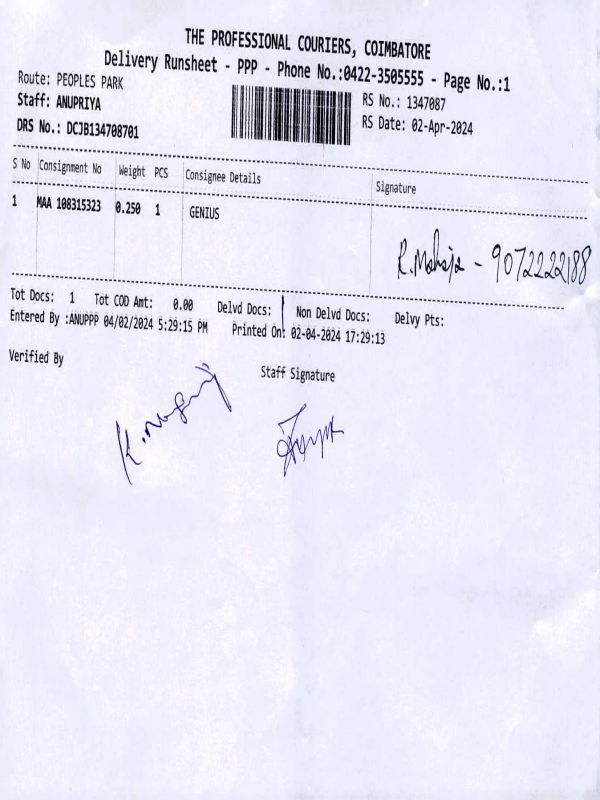 THE PROFESSIONAL COURIERS, COIMBATORE
Delivery Runsheet - PPP - Phone No.:0422-3505555 - Page No.:1
Route: PEOPLES PARK
RS No.: 1347087
Staff: ANUPRIYA
RS Date: 02-Apr-2024
DRS No.: DCJB134708701
S No Consignment No Weight PCS Consignee Details Signature
1 MAA 108315323 0.250 1 GENIUS
R.Mahaja - 9072222188
Tot Docs: 1 Tot COD Amt: 0.00 Delvd Docs: Non Delvd Docs: Delvy Pts:
Entered By :ANUPPP 04/02/2024 5:29:15 PM Printed On: 02-04-2024 17:29:13
Verified By Staff Signature